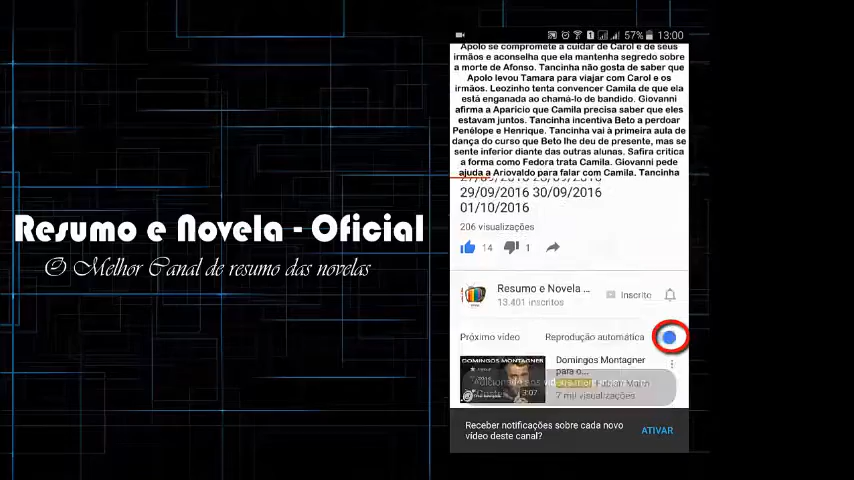 Resumo e Novela - Oficial
O Melhor Canal de resumo das novelas
57% 13:00
Apolo se compromete a cuidar de Carol e de seus
irmãos e aconselha que ela mantenha segredo sobre
a morte de Afonso. Tancinha não gosta de saber que
Apolo levou Tamara para viajar com Carol e os
irmãos. Leozinho tenta convencer Camila de que ela
está enganada ao chamá-lo de bandido. Giovanni
afirma a Aparício que Camila precisa saber que eles
estavam juntos. Tancinha incentiva Beto a perdoar
Penélope e Henrique. Tancinha vai à primeira aula de
dança do curso que Beto lhe deu de presente, mas se
sente inferior diante das outras alunas. Safira critica
a forma como Fedora trata Camila. Giovanni pede
ajuda a Ariovaldo para falar com Camila. Tancinha
27/09/2016 28/09/2016
29/09/2016 30/09/2016
01/10/2016
206 visualizações
14 1
Resumo e Novela ...
13.401 inscritos
Inscrito
Próximo vídeo Reprodução automática
DOMINGOS MONTAGNER
3:07
Domingos Montagner
para o...
7 mil visualizações
Receber notificações sobre cada novo
vídeo deste canal?
ATIVAR